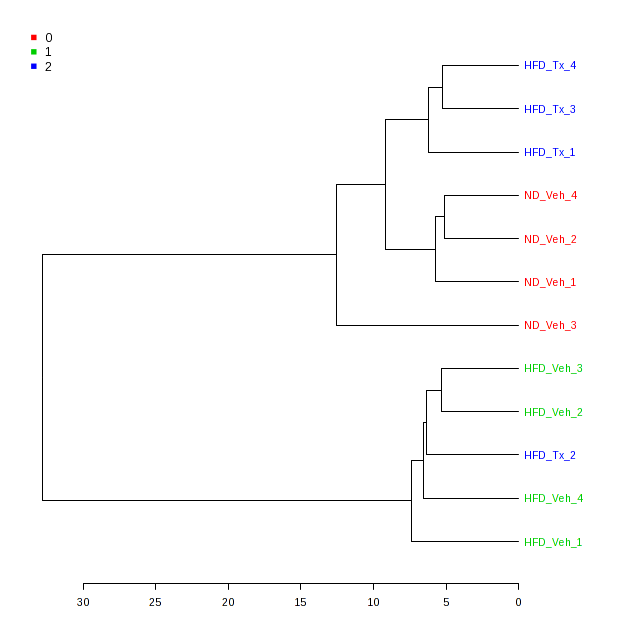 0
1
2
HFD_Tx_4
HFD_Tx_3
HFD_Tx_1
ND_Veh_4
ND_Veh_2
ND_Veh_1
ND_Veh_3
HFD_Veh_3
HFD_Veh_2
HFD_Tx_2
HFD_Veh_4
HFD_Veh_1
30 25 20 15 10 5 0